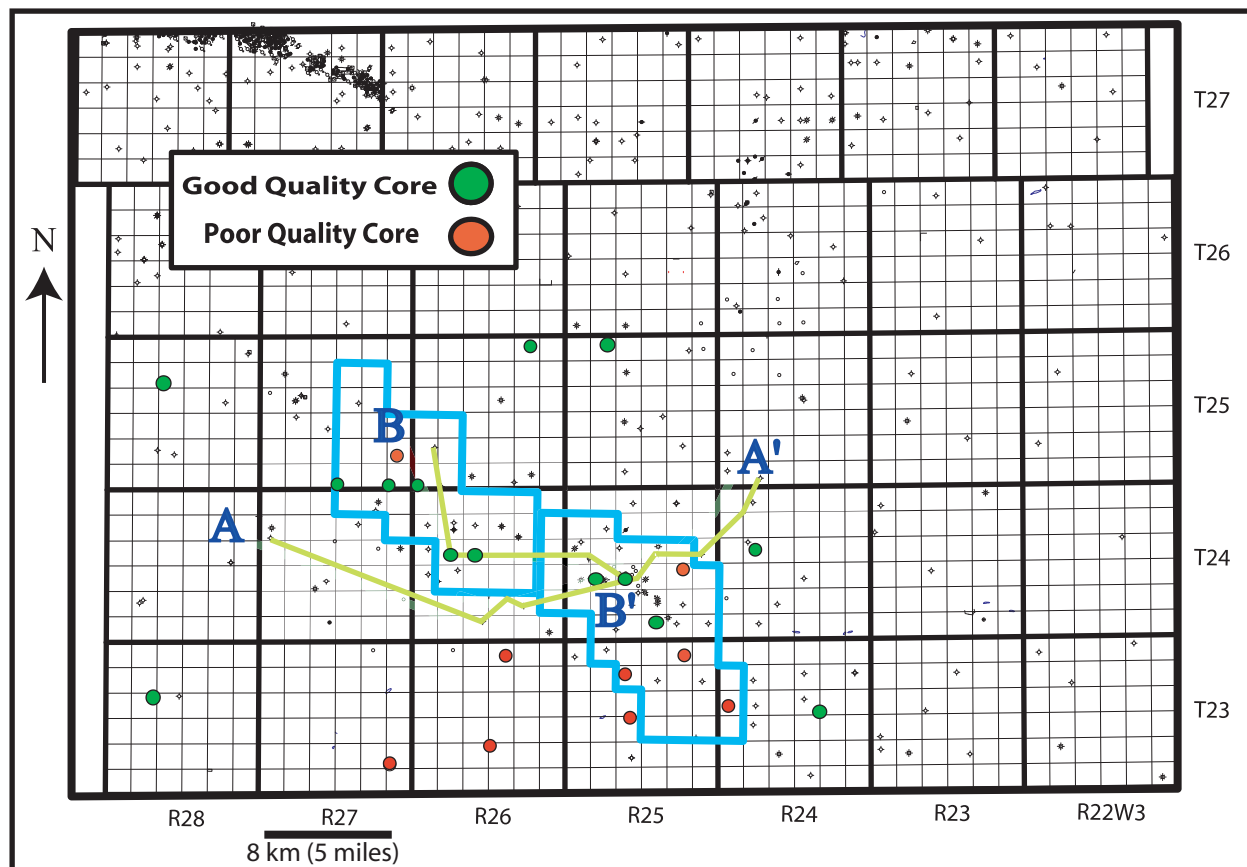 T27
Good Quality Core
Poor Quality Core
N
T26
T25
B
A'
A
T24
B'
T23
R28
R27
R26
R25
R24
R23
R22W3
8 km (5 miles)